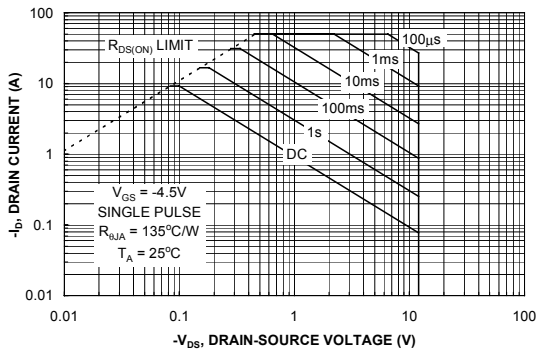 100
R_DS(ON) LIMIT
100μs
1ms
10
10ms
100ms
1s
1
DC
V_GS = -4.5V
SINGLE PULSE
R_θJA = 135°C/W
T_A = 25°C
0.1
0.01
0.01
0.1
1
10
100
-I_D, DRAIN CURRENT (A)
-V_DS, DRAIN-SOURCE VOLTAGE (V)